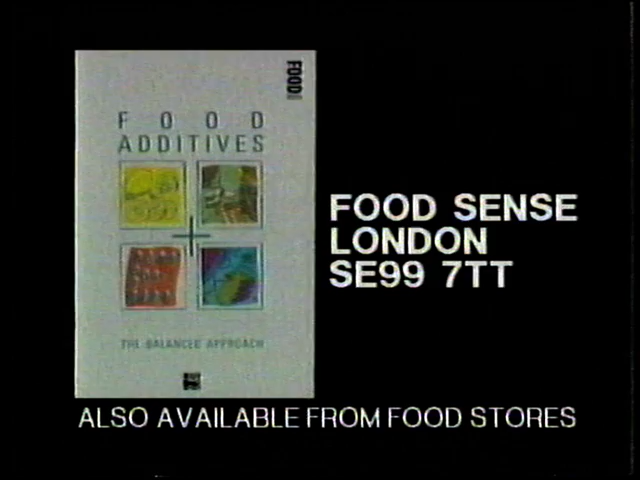 FOOD
FOOD
ADDITIVES
THE BALANCED APPROACH
FOOD SENSE
LONDON
SE99 7TT
ALSO AVAILABLE FROM FOOD STORES